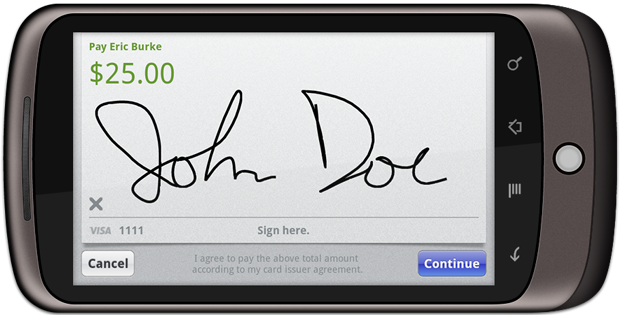 Pay Eric Burke
$25.00
John Doe
VISA 1111 Sign here.
Cancel
I agree to pay the above total amount
according to my card issuer agreement.
Continue